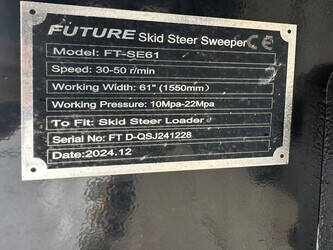 FUTURE Skid Steer Sweeper CE
Model: FT-SE61
Speed: 30-50 r/min
Working Width: 61" (1550mm)
Working Pressure: 10Mpa-22Mpa
To Fit: Skid Steer Loader
Serial No: FT D-QSJ241228
Date:2024.12